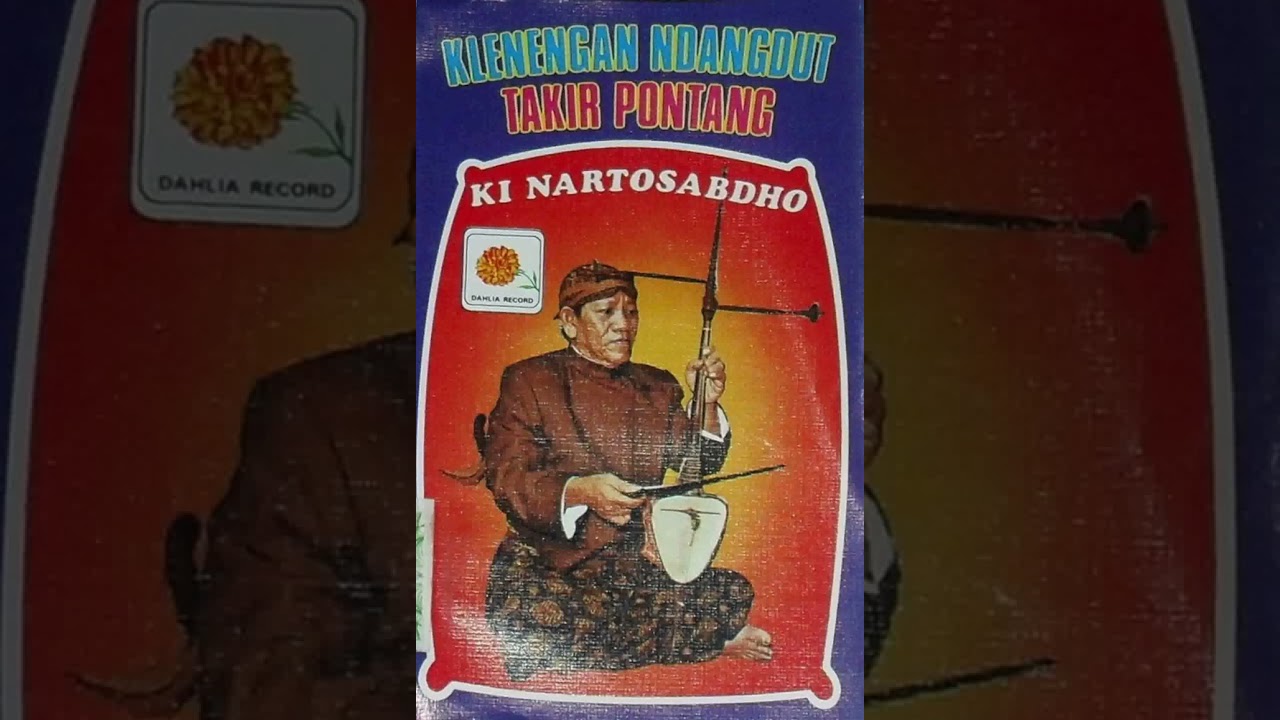 KLENENGAN NDANGDUT
TAKIR PONTANG
KI NARTOSABDHO
DAHLIA RECORD
DAHLIA RECORD